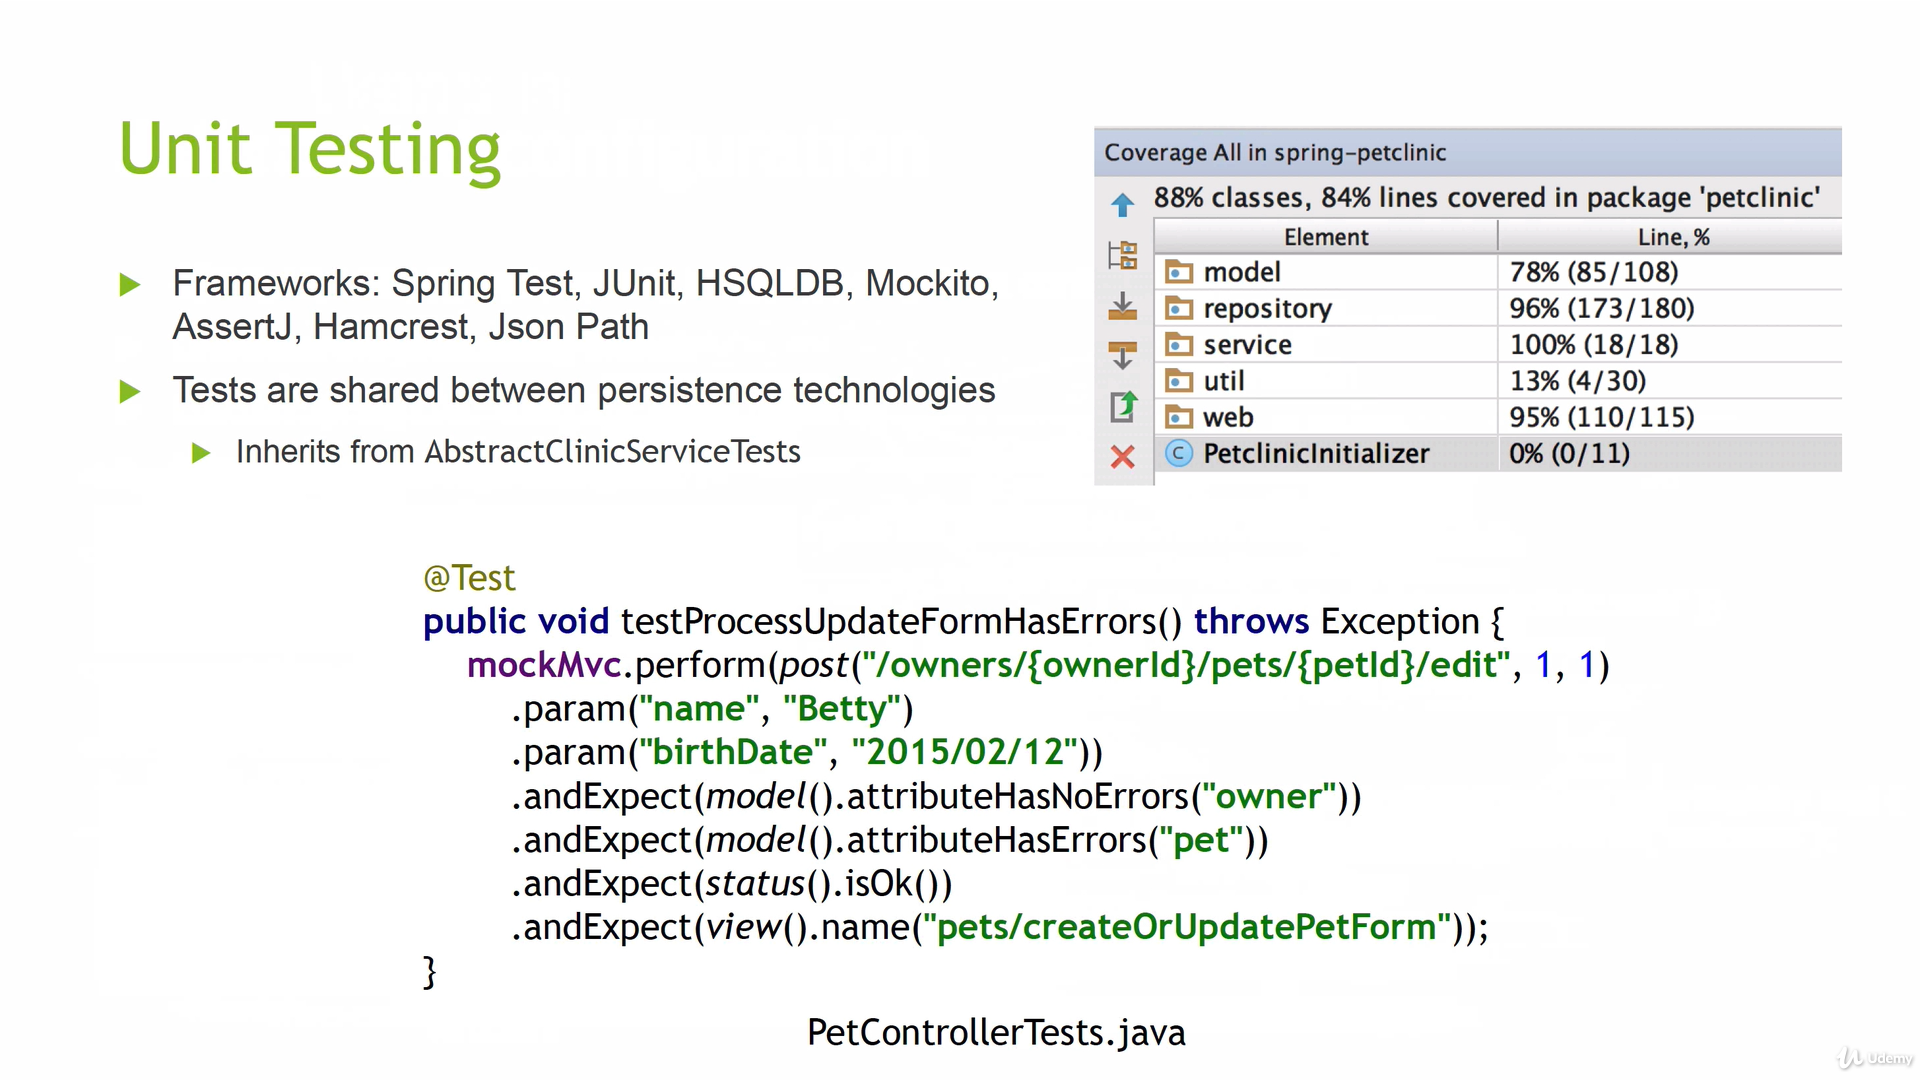 Unit Testing
Frameworks: Spring Test, JUnit, HSQLDB, Mockito,
AssertJ, Hamcrest, Json Path
Tests are shared between persistence technologies
Inherits from AbstractClinicServiceTests
Coverage All in spring-petclinic
88% classes, 84% lines covered in package 'petclinic'
Element Line, %
model 78% (85/108)
repository 96% (173/180)
service 100% (18/18)
util 13% (4/30)
web 95% (110/115)
C PetclinicInitializer 0% (0/11)
@Test
public void testProcessUpdateFormHasErrors() throws Exception {
mockMvc.perform(post("/owners/{ownerId}/pets/{petId}/edit", 1, 1)
.param("name", "Betty")
.param("birthDate", "2015/02/12"))
.andExpect(model().attributeHasNoErrors("owner"))
.andExpect(model().attributeHasErrors("pet"))
.andExpect(status().isOk())
.andExpect(view().name("pets/createOrUpdatePetForm"));
}
PetControllerTests.java
Udemy